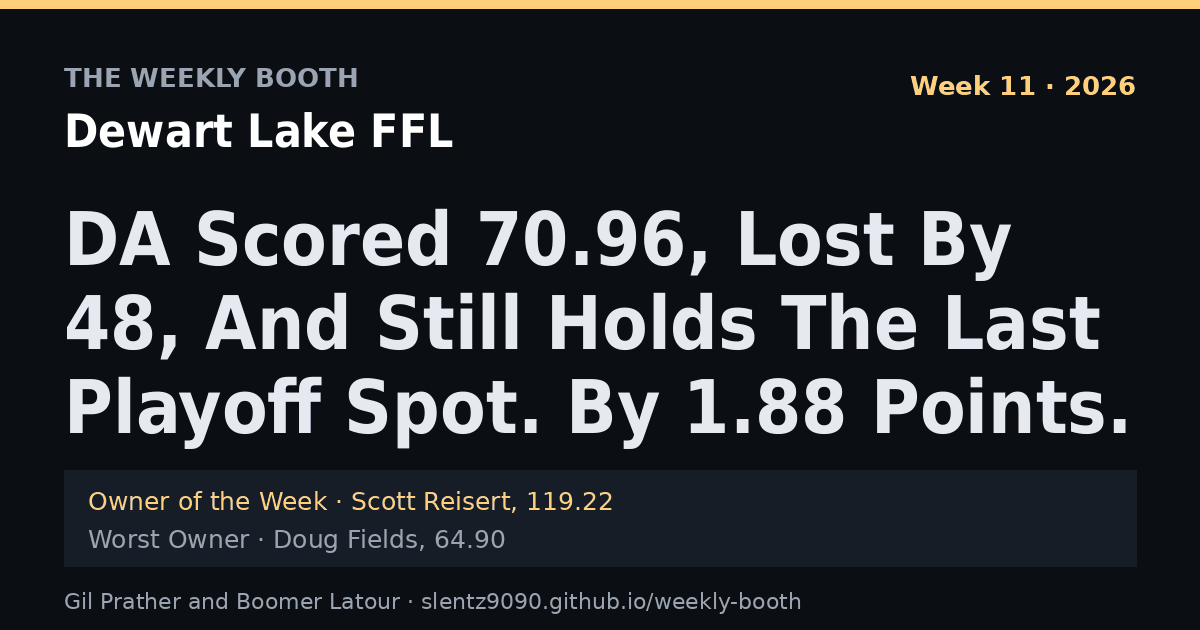 THE WEEKLY BOOTH
Week 11 · 2026
Dewart Lake FFL
DA Scored 70.96, Lost By
48, And Still Holds The Last
Playoff Spot. By 1.88 Points.
Owner of the Week · Scott Reisert, 119.22
Worst Owner · Doug Fields, 64.90
Gil Prather and Boomer Latour · slentz9090.github.io/weekly-booth